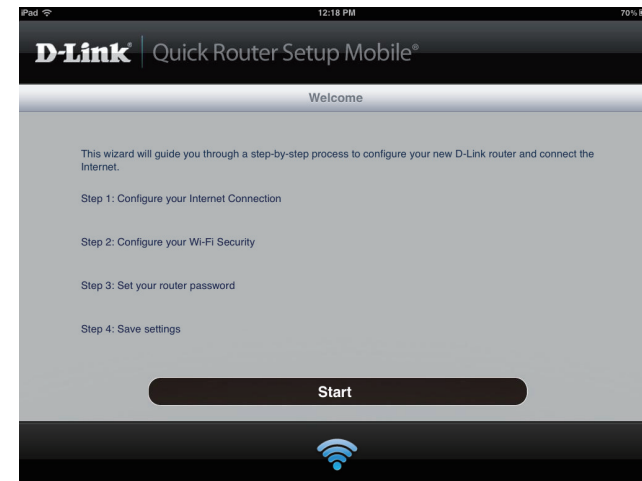 iPad 12:18 PM 70%
D-Link® Quick Router Setup Mobile®
Welcome
This wizard will guide you through a step-by-step process to configure your new D-Link router and connect the
Internet.
Step 1: Configure your Internet Connection
Step 2: Configure your Wi-Fi Security
Step 3: Set your router password
Step 4: Save settings
Start